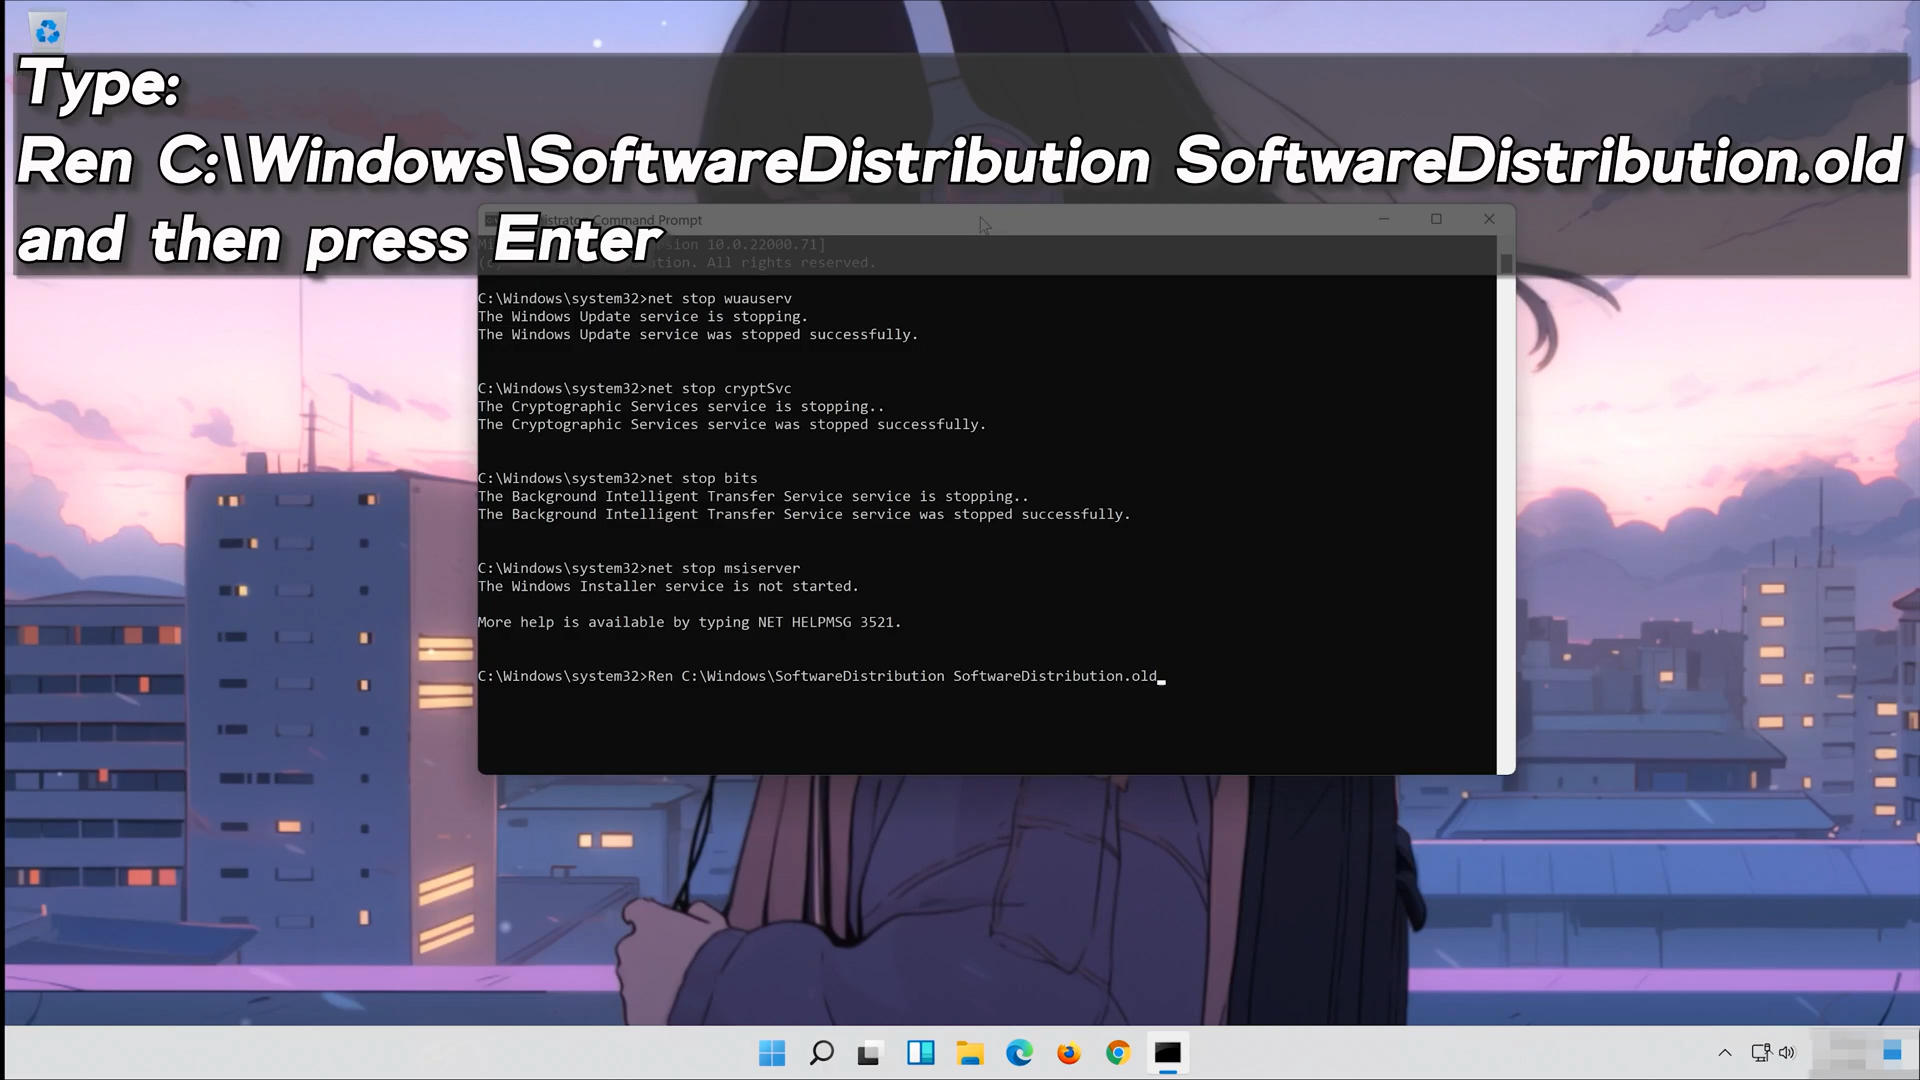 Type:
Ren C:\Windows\SoftwareDistribution SoftwareDistribution.old
and then press Enter
Command Prompt
ersion 10.0.22000.71]
All rights reserved.
C:\Windows\system32>net stop wuauserv
The Windows Update service is stopping.
The Windows Update service was stopped successfully.
C:\Windows\system32>net stop cryptSvc
The Cryptographic Services service is stopping..
The Cryptographic Services service was stopped successfully.
C:\Windows\system32>net stop bits
The Background Intelligent Transfer Service service is stopping..
The Background Intelligent Transfer Service service was stopped successfully.
C:\Windows\system32>net stop msiserver
The Windows Installer service is not started.
More help is available by typing NET HELPMSG 3521.
C:\Windows\system32>Ren C:\Windows\SoftwareDistribution SoftwareDistribution.old